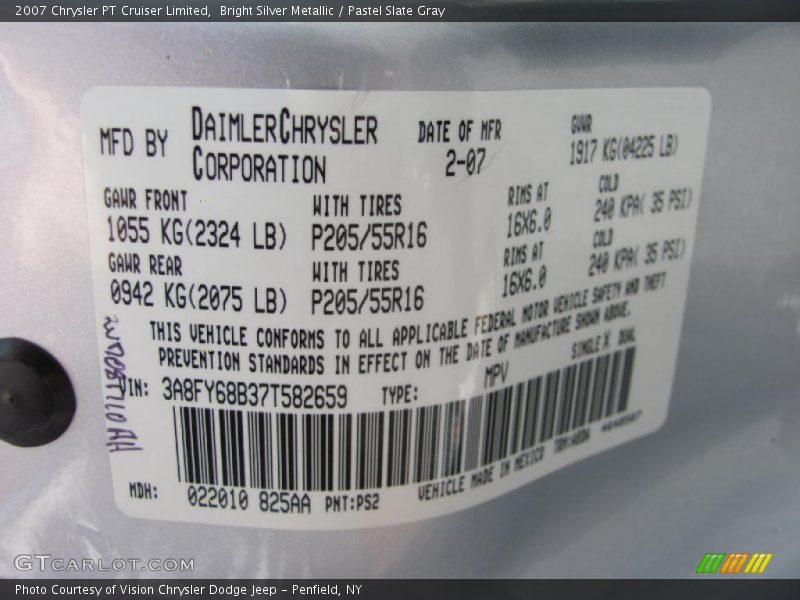 2007 Chrysler PT Cruiser Limited, Bright Silver Metallic / Pastel Slate Gray
MFD BY DAIMLERCHRYSLER CORPORATION DATE OF MFR 2-07 GVWR 1917 KG(04225 LB)
GAWR FRONT WITH TIRES RIMS AT COLD
1055 KG(2324 LB) P205/55R16 16X6.0 240 KPA( 35 PSI)
GAWR REAR WITH TIRES RIMS AT COLD
0942 KG(2075 LB) P205/55R16 16X6.0 240 KPA( 35 PSI)
THIS VEHICLE CONFORMS TO ALL APPLICABLE FEDERAL MOTOR VEHICLE SAFETY AND THEFT
PREVENTION STANDARDS IN EFFECT ON THE DATE OF MANUFACTURE SHOWN ABOVE.
VIN: 3A8FY68B37T582659 TYPE: MPV SINGLE X DUAL
MDH: 022010 825AA PNT:PS2 VEHICLE MADE IN MEXICO
GTCARLOT.COM
Photo Courtesy of Vision Chrysler Dodge Jeep - Penfield, NY